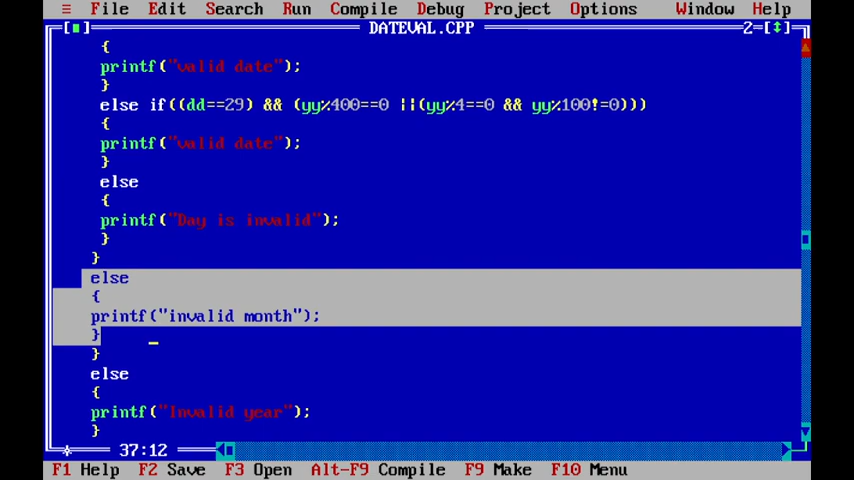 ≡ File Edit Search Run Compile Debug Project Options Window Help
[■] DATEVAL.CPP 2=[↕]
{
printf("valid date");
}
else if((dd==29) && (yy%400==0 ||(yy%4==0 && yy%100!=0)))
{
printf("valid date");
}
else
{
printf("Day is invalid");
}
}
else
{
printf("invalid month");
}
}
else
{
printf("Invalid year");
}
37:12
F1 Help F2 Save F3 Open Alt-F9 Compile F9 Make F10 Menu